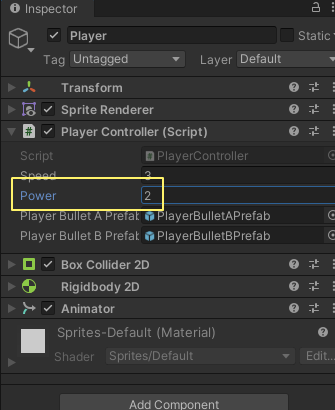 Inspector
Player
Static
Tag Untagged Layer Default
Transform
Sprite Renderer
# Player Controller (Script)
Script # PlayerController
Speed 3
Power 2
Player Bullet A Prefab PlayerBulletAPrefab
Player Bullet B Prefab PlayerBulletBPrefab
Box Collider 2D
Rigidbody 2D
Animator
Sprites-Default (Material)
Shader Sprites/Default Edit...
Add Component